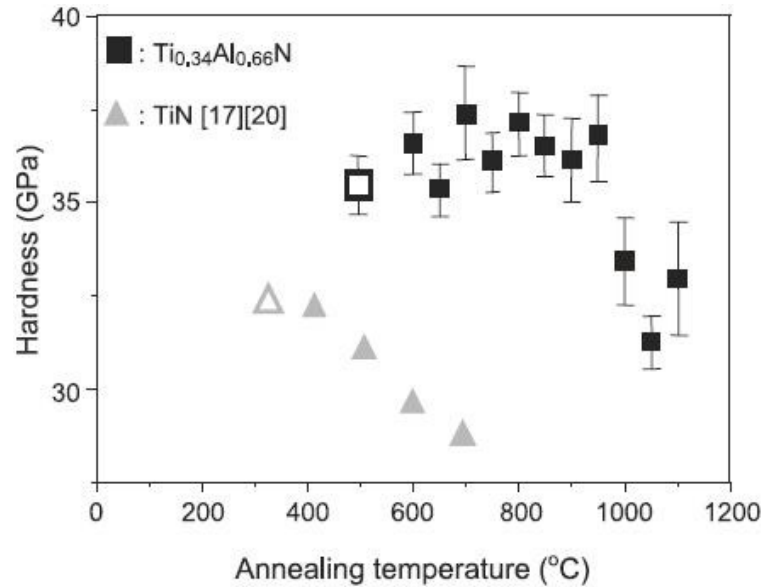 40
: Ti0.34Al0.66N
: TiN [17][20]
35
30
Hardness (GPa)
0 200 400 600 800 1000 1200
Annealing temperature (oC)